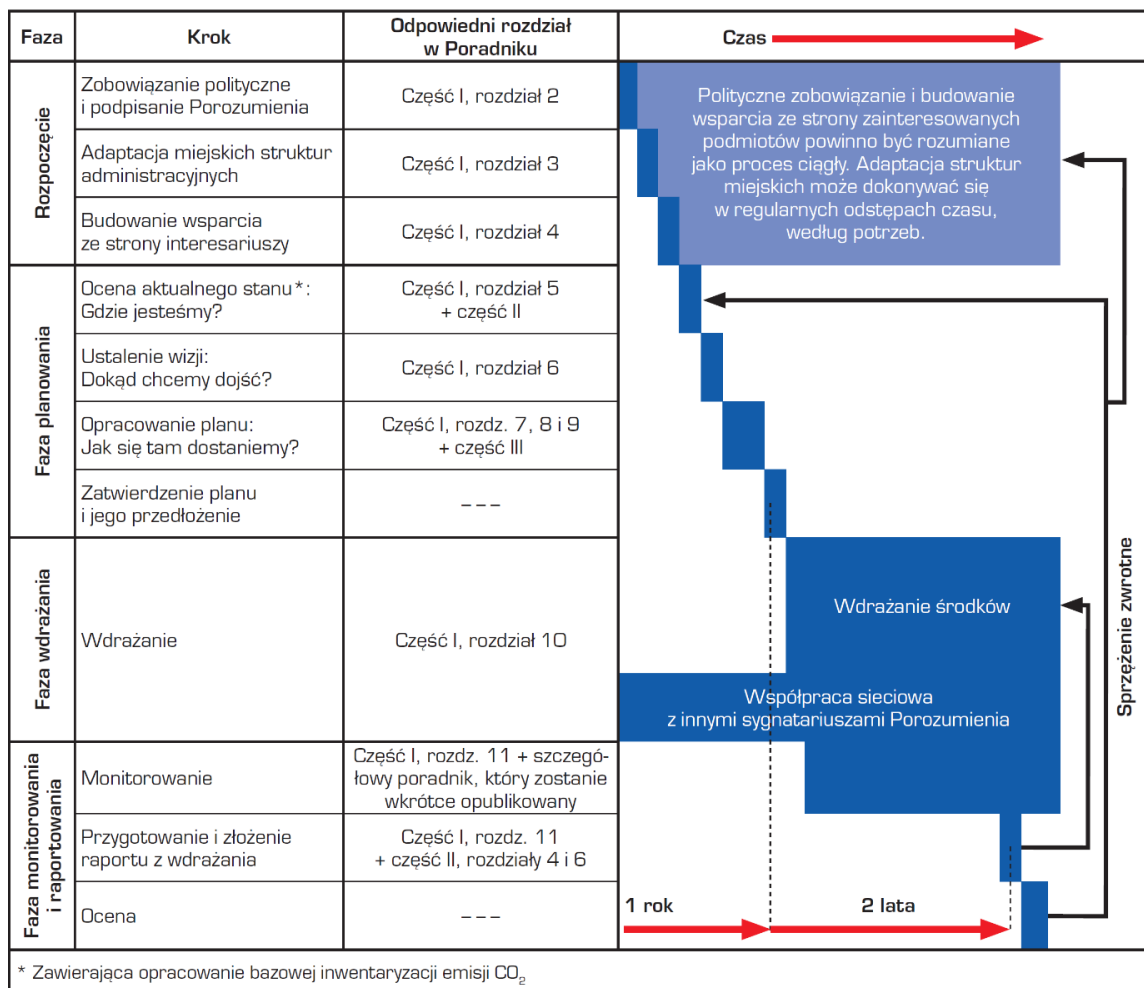 Faza
Krok
Odpowiedni rozdział
w Poradniku
Czas
Rozpoczęcie
Zobowiązanie polityczne
i podpisanie Porozumienia
Część I, rozdział 2
Adaptacja miejskich struktur
administracyjnych
Część I, rozdział 3
Budowanie wsparcia
ze strony interesariuszy
Część I, rozdział 4
Polityczne zobowiązanie i budowanie
wsparcia ze strony zainteresowanych
podmiotów powinno być rozumiane
jako proces ciągły. Adaptacja struktur
miejskich może dokonywać się
w regularnych odstępach czasu,
według potrzeb.
Faza planowania
Ocena aktualnego stanu*:
Gdzie jesteśmy?
Część I, rozdział 5
+ część II
Ustalenie wizji:
Dokąd chcemy dojść?
Część I, rozdział 6
Opracowanie planu:
Jak się tam dostaniemy?
Część I, rozdz. 7, 8 i 9
+ część III
Zatwierdzenie planu
i jego przedłożenie
---
Faza wdrażania
Wdrażanie
Część I, rozdział 10
Wdrażanie środków
Współpraca sieciowa
z innymi sygnatariuszami Porozumienia
Sprzężenie zwrotne
Faza monitorowania
i raportowania
Monitorowanie
Część I, rozdz. 11 + szczegó-
łowy poradnik, który zostanie
wkrótce opublikowany
Przygotowanie i złożenie
raportu z wdrażania
Część I, rozdz. 11
+ część II, rozdziały 4 i 6
Ocena
---
1 rok
2 lata
* Zawierająca opracowanie bazowej inwentaryzacji emisji CO₂